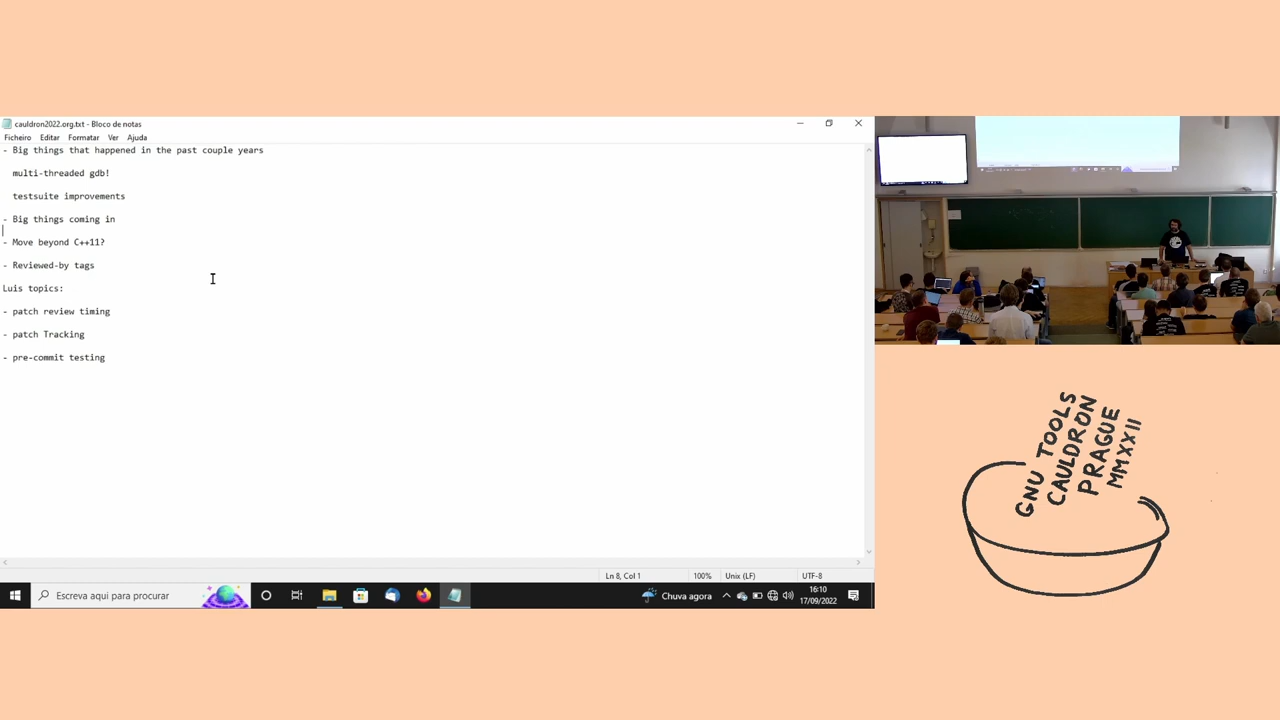 cauldron2022.org.txt - Bloco de notas
Ficheiro Editar Formatar Ver Ajuda
- Big things that happened in the past couple years
multi-threaded gdb!
testsuite improvements
- Big things coming in
- Move beyond C++11?
- Reviewed-by tags
Luis topics:
- patch review timing
- patch Tracking
- pre-commit testing
Ln 8, Col 1 100% Unix (LF) UTF-8
Escreve aqui para procurar
Chuva agora
16:10
17/09/2022
GNU TOOLS
CAULDRON
PRAGUE
MMXXII